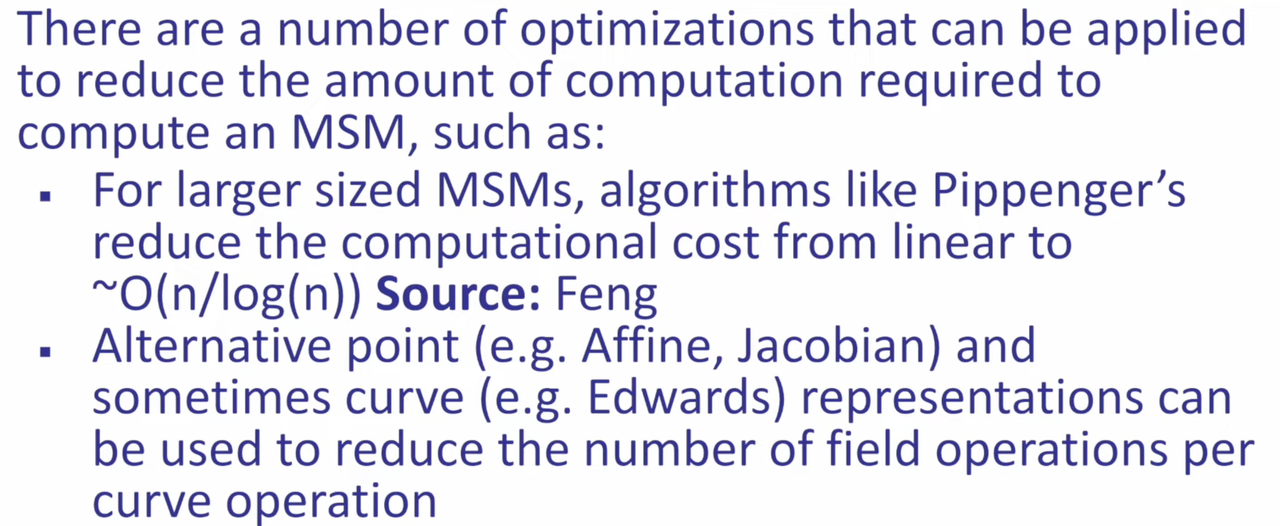 There are a number of optimizations that can be applied
to reduce the amount of computation required to
compute an MSM, such as:
▪ For larger sized MSMs, algorithms like Pippenger’s
reduce the computational cost from linear to
~O(n/log(n)) Source: Feng
▪ Alternative point (e.g. Affine, Jacobian) and
sometimes curve (e.g. Edwards) representations can
be used to reduce the number of field operations per
curve operation